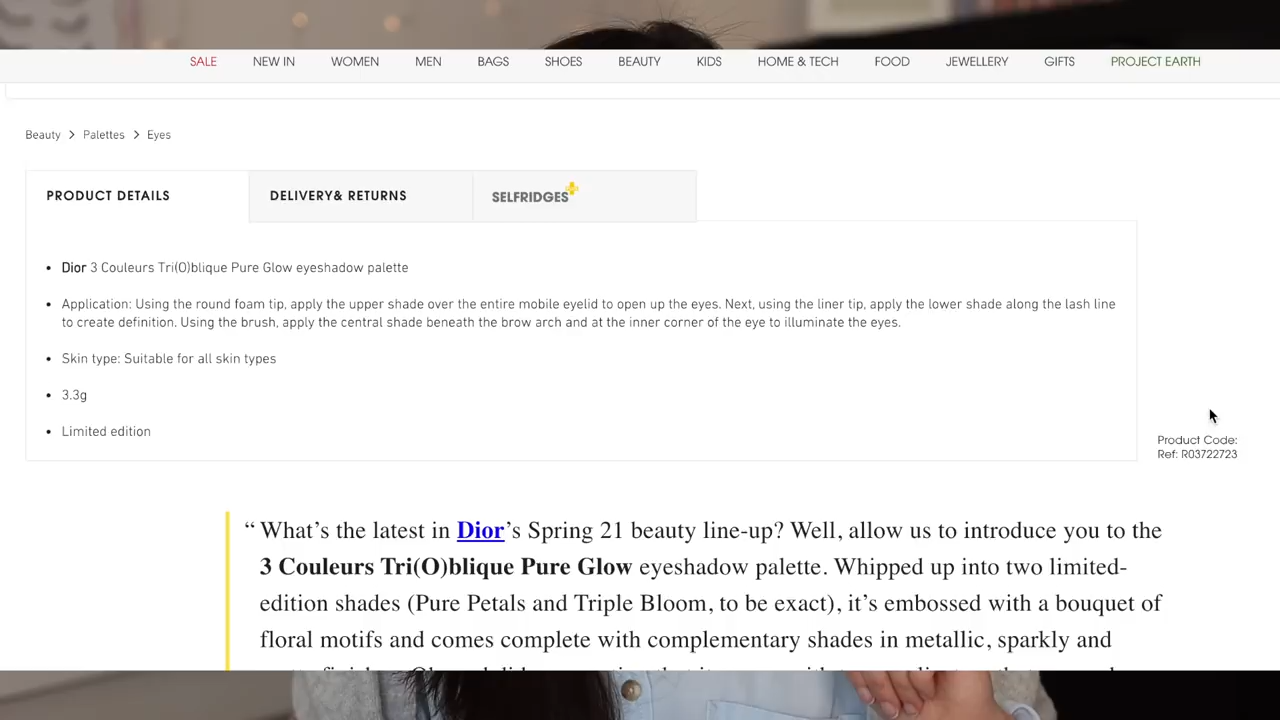 SALE NEW IN WOMEN MEN BAGS SHOES BEAUTY KIDS HOME & TECH FOOD JEWELLERY GIFTS PROJECT EARTH
Beauty > Palettes > Eyes
PRODUCT DETAILS DELIVERY& RETURNS SELFRIDGES+
• Dior 3 Couleurs Tri(O)blique Pure Glow eyeshadow palette
• Application: Using the round foam tip, apply the upper shade over the entire mobile eyelid to open up the eyes. Next, using the liner tip, apply the lower shade along the lash line
to create definition. Using the brush, apply the central shade beneath the brow arch and at the inner corner of the eye to illuminate the eyes.
• Skin type: Suitable for all skin types
• 3.3g
• Limited edition
Product Code:
Ref: R03722723
“ What’s the latest in Dior’s Spring 21 beauty line-up? Well, allow us to introduce you to the
3 Couleurs Tri(O)blique Pure Glow eyeshadow palette. Whipped up into two limited-
edition shades (Pure Petals and Triple Bloom, to be exact), it’s embossed with a bouquet of
floral motifs and comes complete with complementary shades in metallic, sparkly and